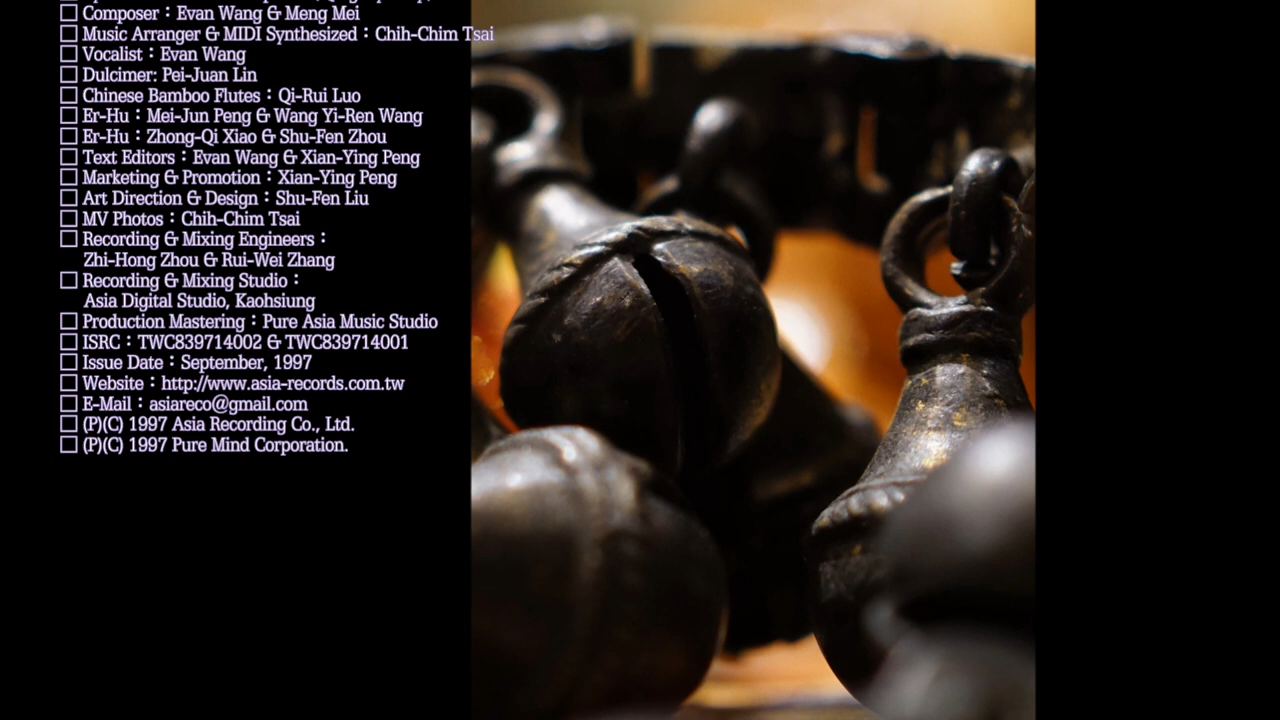 □ Composer：Evan Wang & Meng Mei
□ Music Arranger & MIDI Synthesized：Chih-Chim Tsai
□ Vocalist：Evan Wang
□ Dulcimer: Pei-Juan Lin
□ Chinese Bamboo Flutes：Qi-Rui Luo
□ Er-Hu：Mei-Jun Peng & Wang Yi-Ren Wang
□ Er-Hu：Zhong-Qi Xiao & Shu-Fen Zhou
□ Text Editors：Evan Wang & Xian-Ying Peng
□ Marketing & Promotion：Xian-Ying Peng
□ Art Direction & Design：Shu-Fen Liu
□ MV Photos：Chih-Chim Tsai
□ Recording & Mixing Engineers：
Zhi-Hong Zhou & Rui-Wei Zhang
□ Recording & Mixing Studio：
Asia Digital Studio, Kaohsiung
□ Production Mastering：Pure Asia Music Studio
□ ISRC：TWC839714002 & TWC839714001
□ Issue Date：September, 1997
□ Website：http://www.asia-records.com.tw
□ E-Mail：asiareco@gmail.com
□ (P)(C) 1997 Asia Recording Co., Ltd.
□ (P)(C) 1997 Pure Mind Corporation.